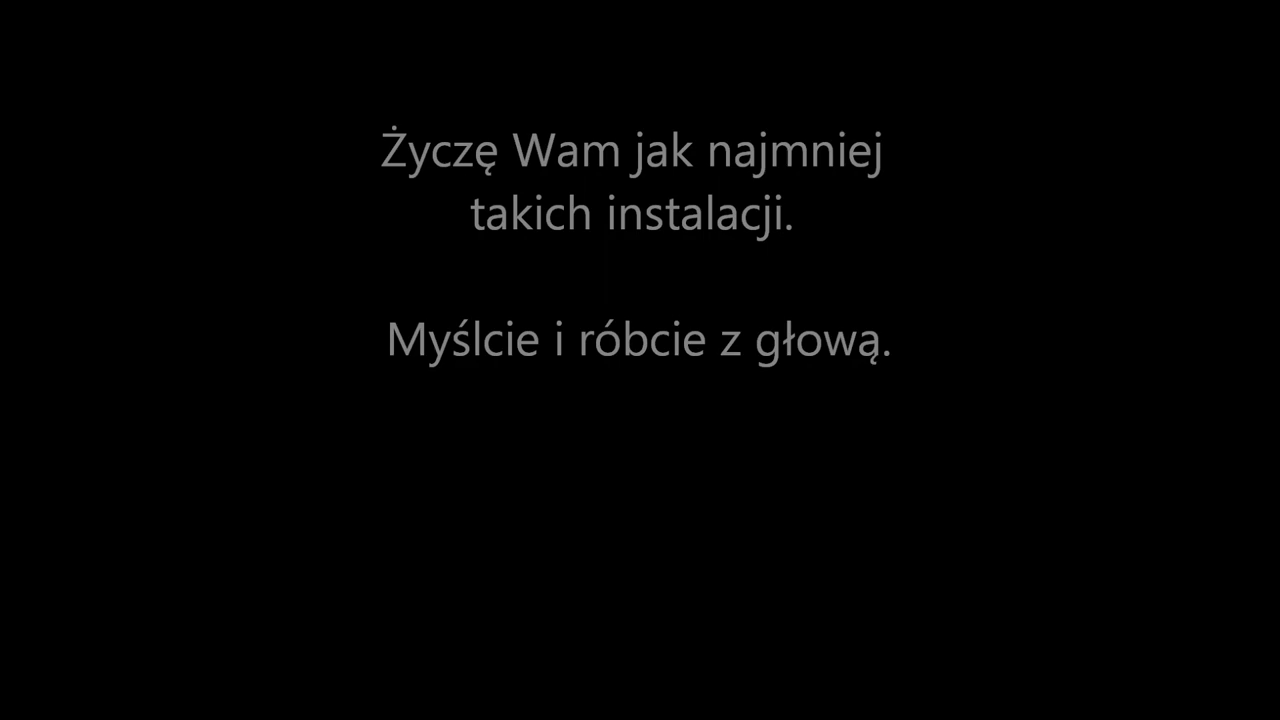 Życzę Wam jak najmniej
takich instalacji.
Myślcie i róbcie z głową.